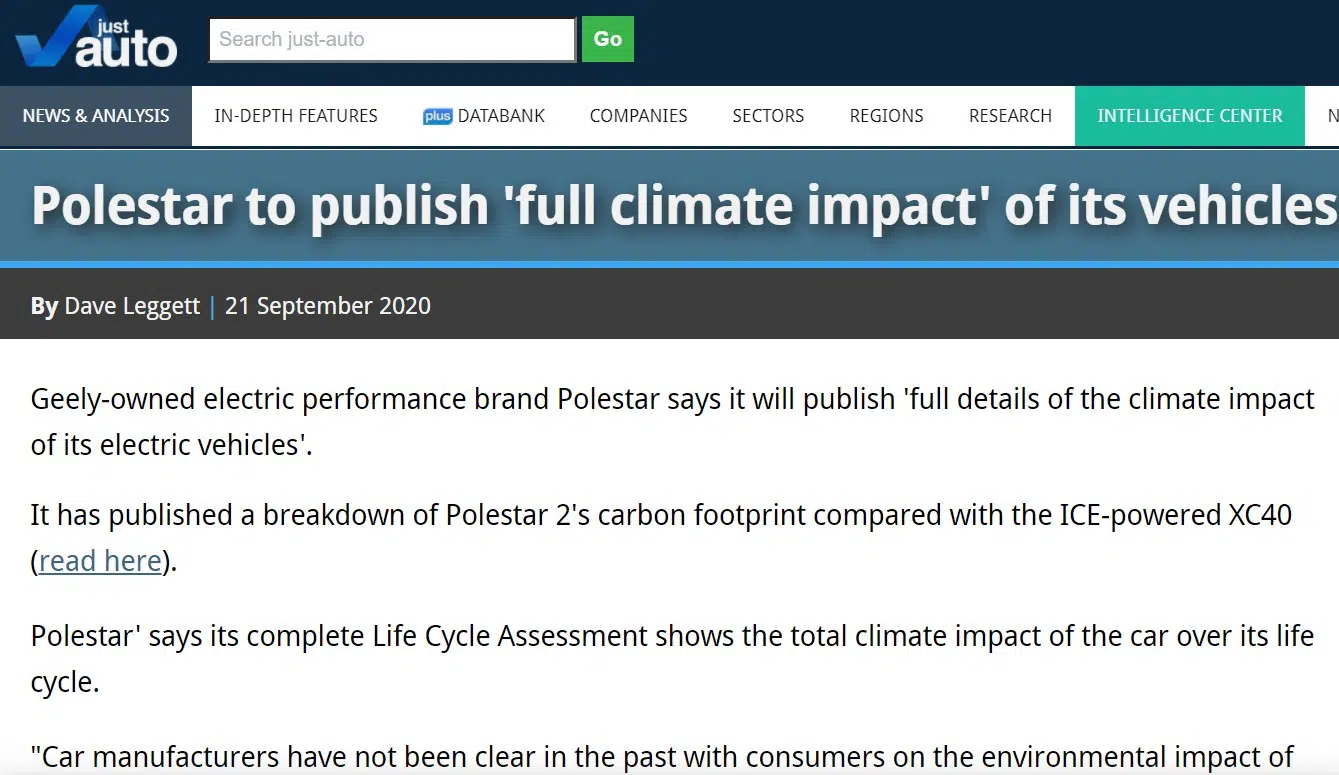 just
auto
Search just-auto
Go
NEWS & ANALYSIS
IN-DEPTH FEATURES
plus DATABANK
COMPANIES
SECTORS
REGIONS
RESEARCH
INTELLIGENCE CENTER
N
Polestar to publish 'full climate impact' of its vehicles
By Dave Leggett | 21 September 2020
Geely-owned electric performance brand Polestar says it will publish 'full details of the climate impact
of its electric vehicles'.
It has published a breakdown of Polestar 2's carbon footprint compared with the ICE-powered XC40
(read here).
Polestar' says its complete Life Cycle Assessment shows the total climate impact of the car over its life
cycle.
"Car manufacturers have not been clear in the past with consumers on the environmental impact of